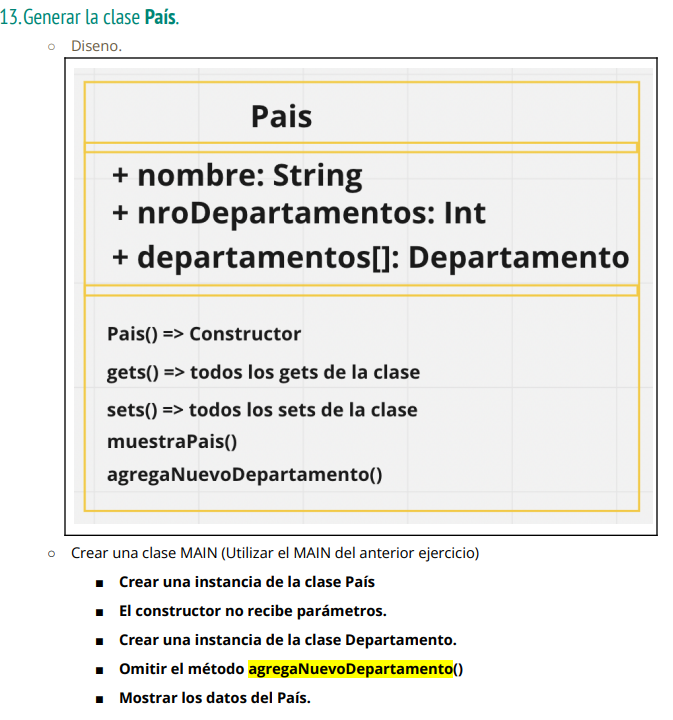 13.Generar la clase País.
○ Diseno.
Pais
+ nombre: String
+ nroDepartamentos: Int
+ departamentos[]: Departamento
Pais() => Constructor
gets() => todos los gets de la clase
sets() => todos los sets de la clase
muestraPais()
agregaNuevoDepartamento()
○ Crear una clase MAIN (Utilizar el MAIN del anterior ejercicio)
■ Crear una instancia de la clase País
■ El constructor no recibe parámetros.
■ Crear una instancia de la clase Departamento.
■ Omitir el método agregaNuevoDepartamento()
■ Mostrar los datos del País.